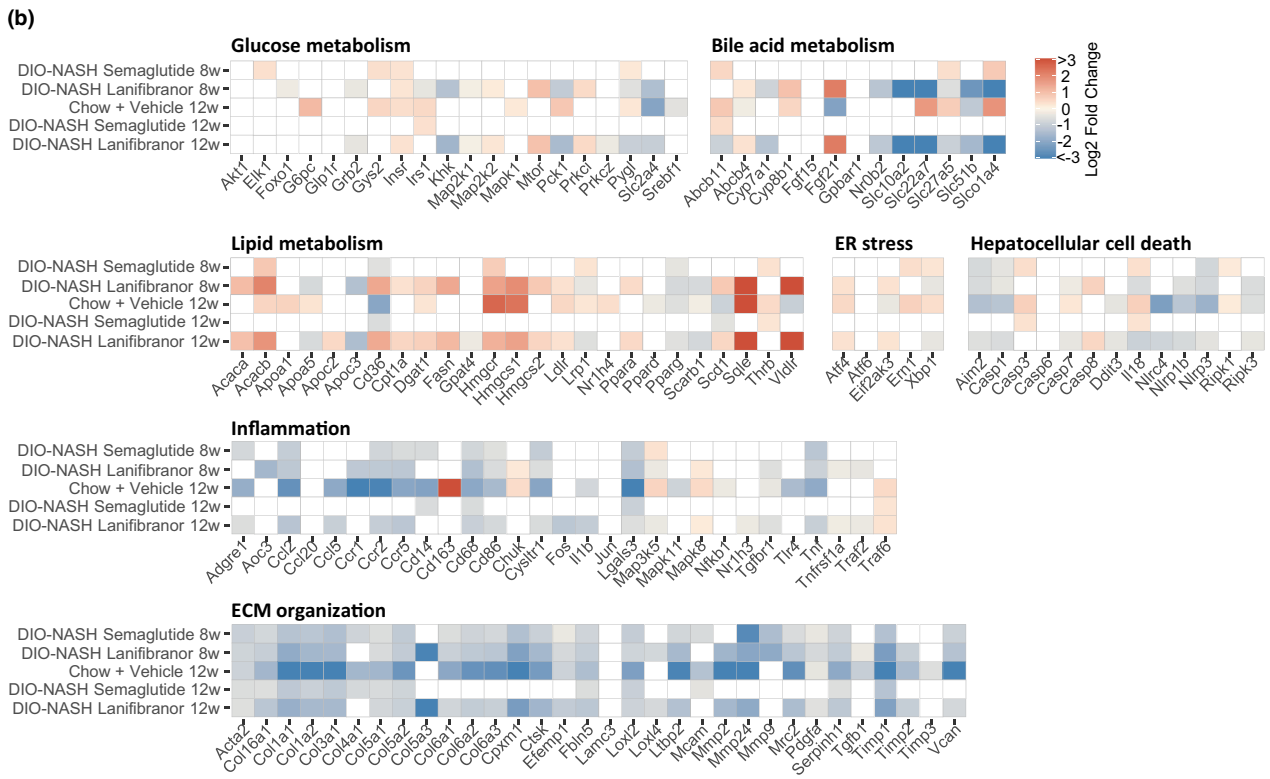 (b)
Glucose metabolism
Bile acid metabolism
DIO-NASH Semaglutide 8w
DIO-NASH Lanifibranor 8w
Chow + Vehicle 12w
DIO-NASH Semaglutide 12w
DIO-NASH Lanifibranor 12w
>3
2
1
0
-1
-2
<-3
Log2 Fold Change
Akt1 Elk1 Foxo1 G6pc Glp1r Grb2 Gys2 Insr Irs1 Khk Map2k1 Map2k2 Mapk1 Mtor Pck1 Prkci Prkcz Pygl Slc2a4 Srebf1
Abcb11 Abcb4 Cyp7a1 Cyp8b1 Fgf15 Fgf21 Gpbar1 Nr0b2 Slc10a2 Slc22a7 Slc27a5 Slc51b Slco1a4
Lipid metabolism
ER stress
Hepatocellular cell death
DIO-NASH Semaglutide 8w
DIO-NASH Lanifibranor 8w
Chow + Vehicle 12w
DIO-NASH Semaglutide 12w
DIO-NASH Lanifibranor 12w
Acaca Acacb Apoa1 Apoa5 Apoc2 Apoc3 Cd36 Cpt1a Dgat1 Fasn Gpat4 Hmgcr Hmgcs1 Hmgcs2 Ldlr Lrp1 Nr1h4 Ppara Ppard Pparg Scarb1 Scd1 Sqle Thrb Vldlr
Atf4 Atf6 Eif2ak3 Ern1 Xbp1
Aim2 Casp1 Casp3 Casp6 Casp7 Casp8 Ddit3 Il18 Nlrc4 Nlrp1b Nlrp3 Ripk1 Ripk3
Inflammation
DIO-NASH Semaglutide 8w
DIO-NASH Lanifibranor 8w
Chow + Vehicle 12w
DIO-NASH Semaglutide 12w
DIO-NASH Lanifibranor 12w
Adgre1 Aoc3 Ccl2 Ccl20 Ccl5 Ccr1 Ccr2 Ccr5 Cd14 Cd163 Cd68 Cd86 Chuk Cysltr1 Fos Il1b Jun Lgals3 Map3k5 Mapk11 Mapk8 Nfkb1 Nr1h3 Tgfbr1 Tlr4 Tnf Tnfrsf1a Traf2 Traf6
ECM organization
DIO-NASH Semaglutide 8w
DIO-NASH Lanifibranor 8w
Chow + Vehicle 12w
DIO-NASH Semaglutide 12w
DIO-NASH Lanifibranor 12w
Acta2 Col16a1 Col1a1 Col1a2 Col3a1 Col4a1 Col5a1 Col5a2 Col5a3 Col6a1 Col6a2 Col6a3 Cpxm1 Ctsk Efemp1 Fbln5 Lamc3 Loxl2 Loxl4 Ltbp2 Mcam Mmp2 Mmp24 Mmp9 Mrc2 Pdgfa Serpinh1 Tgfb1 Timp1 Timp2 Timp3 Vcan